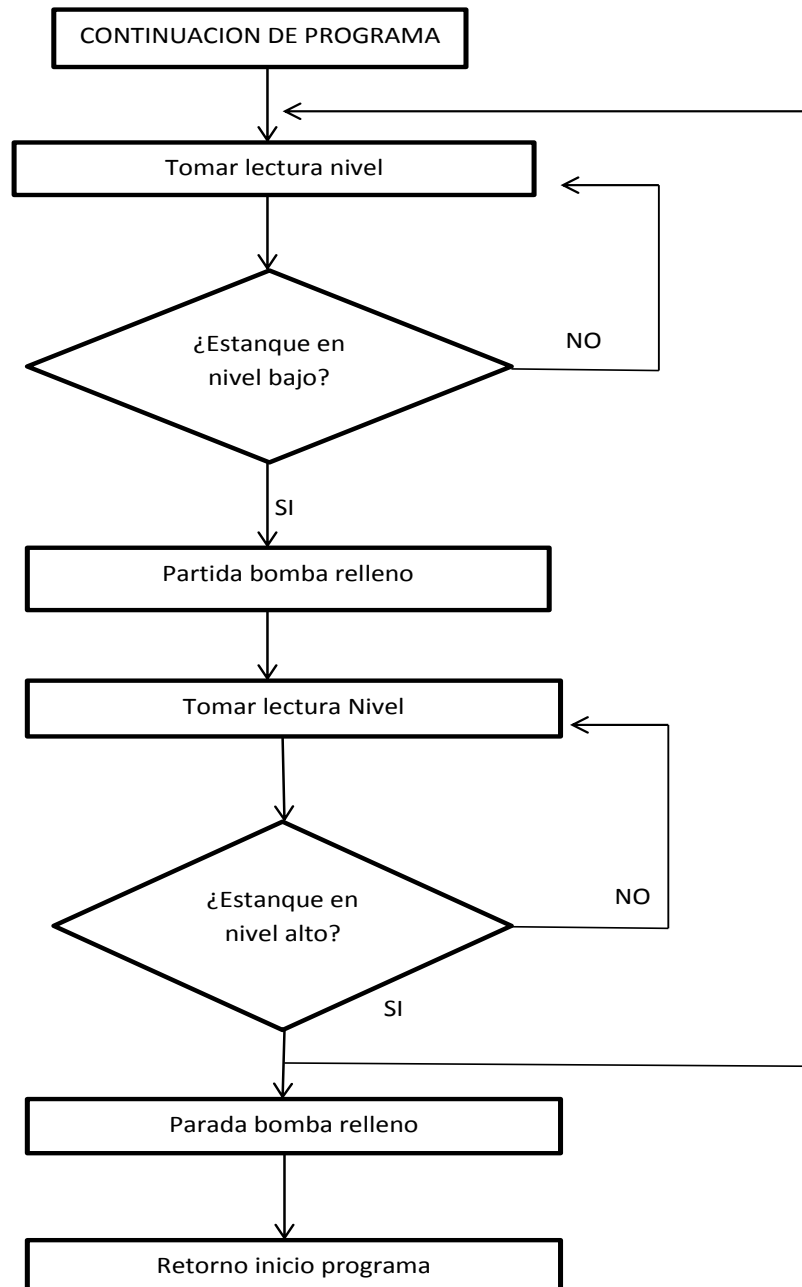 CONTINUACION DE PROGRAMA
Tomar lectura nivel
¿Estanque en
nivel bajo?
NO
SI
Partida bomba relleno
Tomar lectura Nivel
¿Estanque en
nivel alto?
NO
SI
Parada bomba relleno
Retorno inicio programa